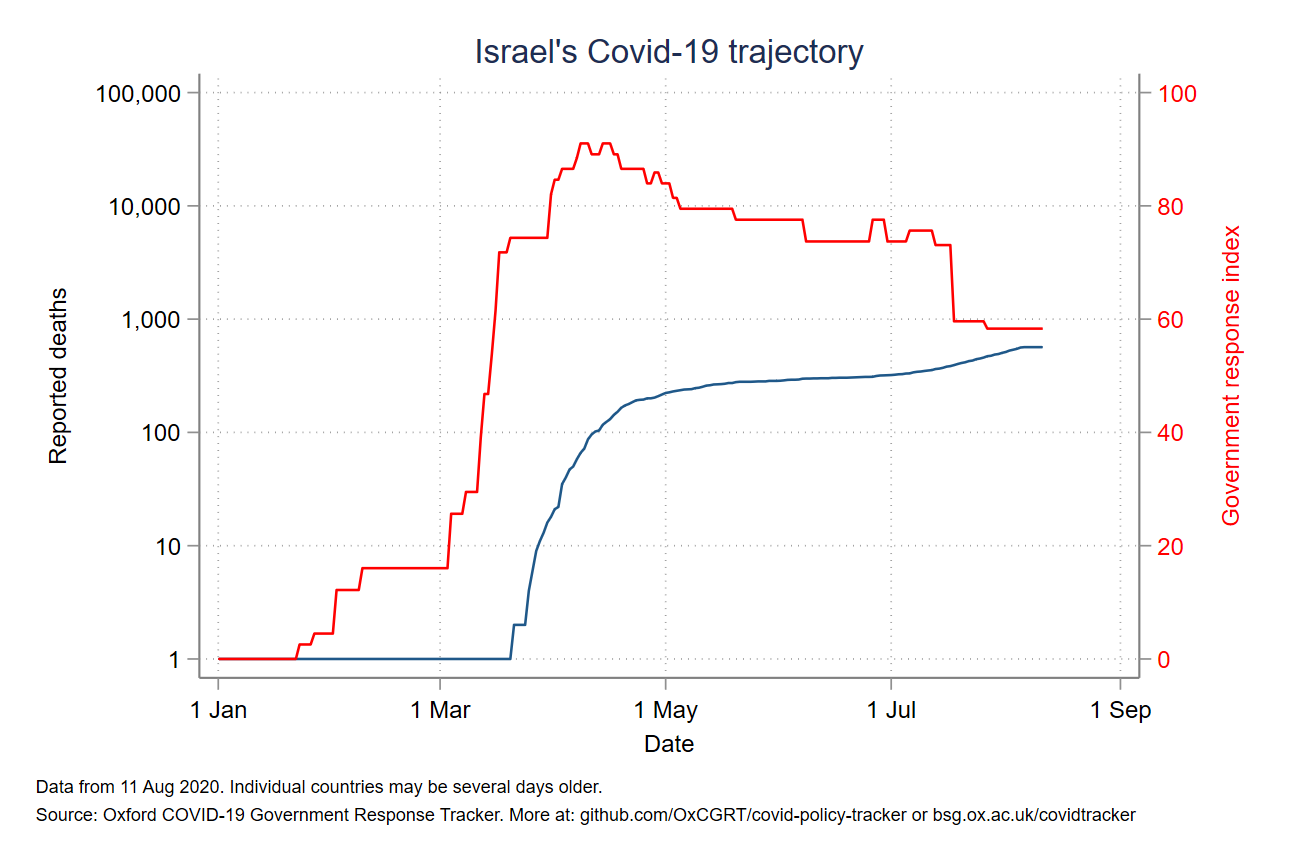 Israel's Covid-19 trajectory
100,000
10,000
1,000
100
10
1
Reported deaths
100
80
60
40
20
0
Government response index
1 Jan 1 Mar 1 May 1 Jul 1 Sep
Date
Data from 11 Aug 2020. Individual countries may be several days older.
Source: Oxford COVID-19 Government Response Tracker. More at: github.com/OxCGRT/covid-policy-tracker or bsg.ox.ac.uk/covidtracker